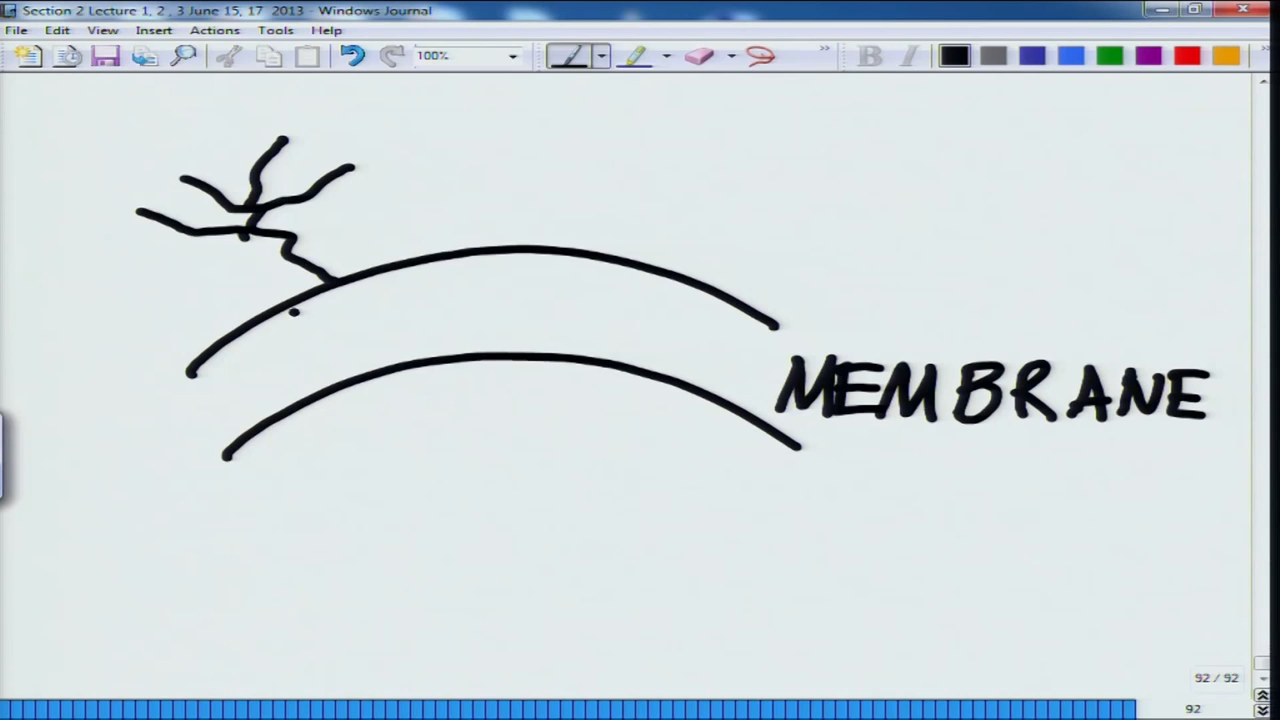 Section 2 Lecture 1, 2 , 3 June 15, 17 2013 - Windows Journal
File Edit View Insert Actions Tools Help
100% B I
MEMBRANE
92 / 92
92